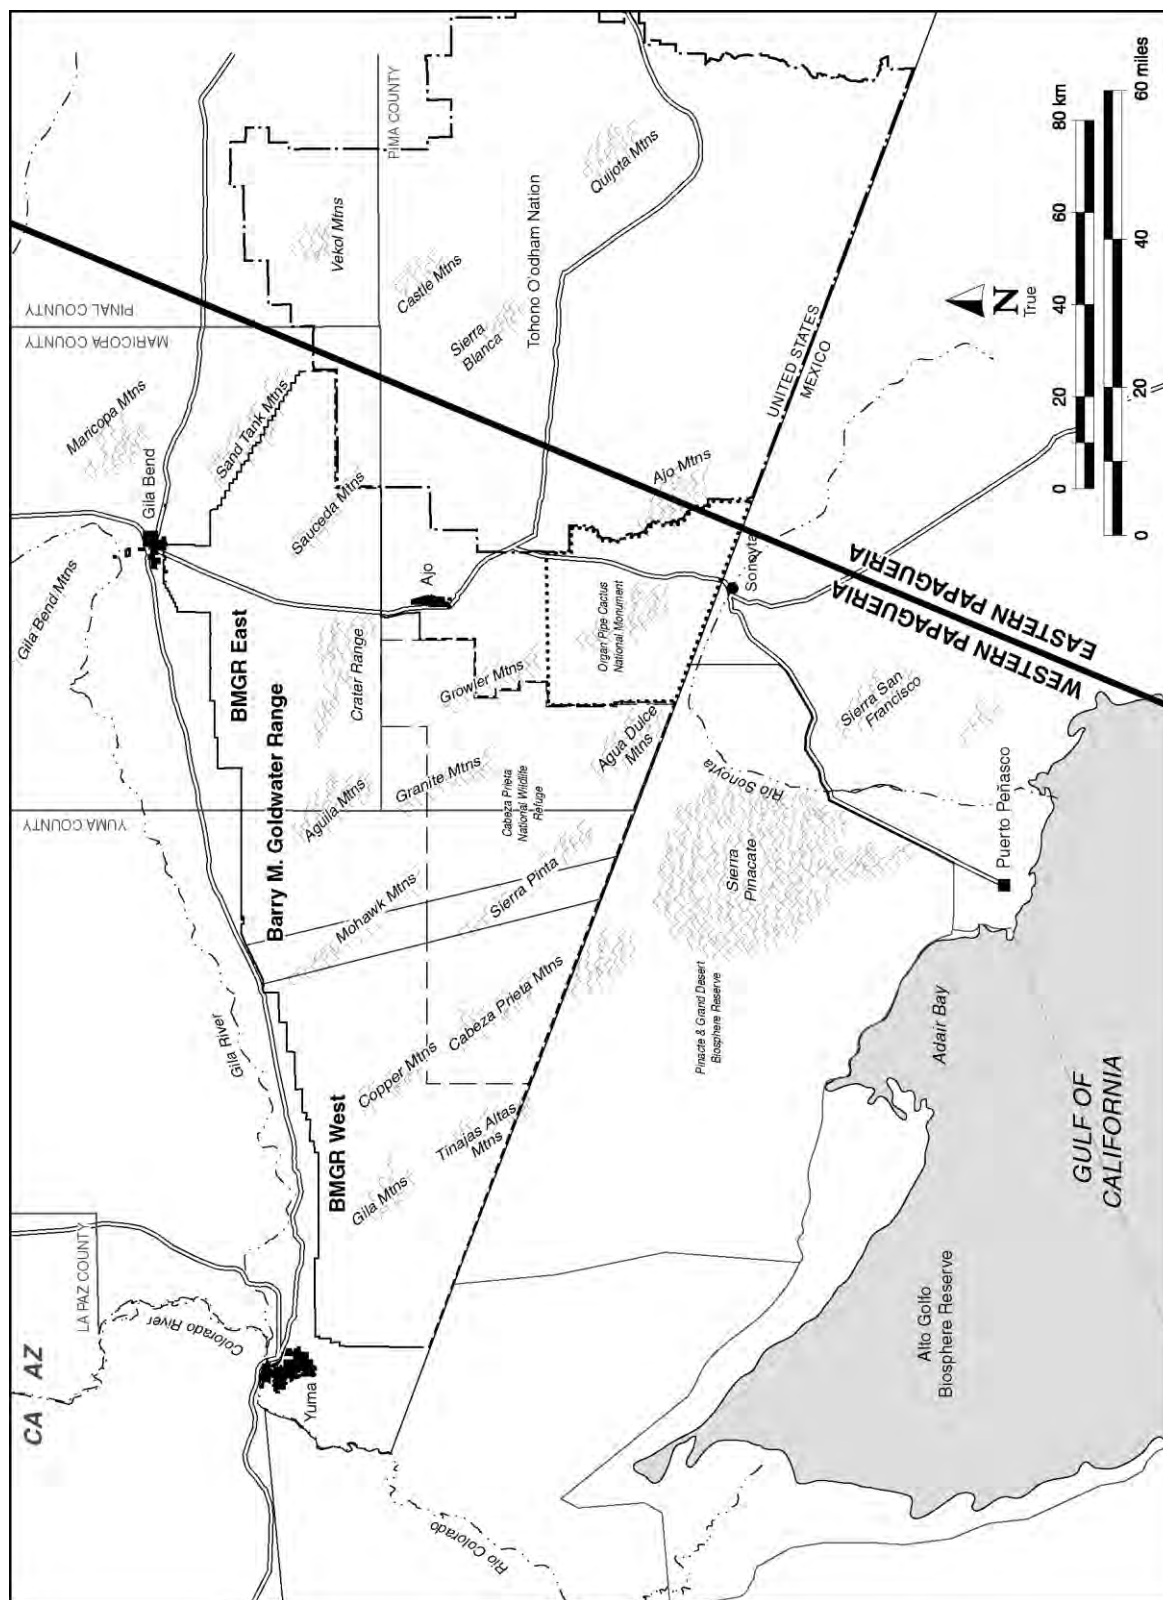 CA
AZ
LA PAZ COUNTY
Colorado River
Yuma
Gila River
YUMA COUNTY
Gila Bend Mtns
Gila Bend
Maricopa Mtns
MARICOPA COUNTY
PINAL COUNTY
PIMA COUNTY
BMGR West
Barry M. Goldwater Range
BMGR East
Sand Tank Mtns
Sauceda Mtns
Vekol Mtns
Gila Mtns
Copper Mtns
Mohawk Mtns
Aguila Mtns
Crater Range
Ajo
Castle Mtns
Sierra
Blanca
Tinajas Altas
Mtns
Cabeza Prieta Mtns
Sierra Pinta
Granite Mtns
Growler Mtns
Cabeza Prieta
National Wildlife
Refuge
Tohono O'odham Nation
Quijota Mtns
Agua Dulce
Mtns
Organ Pipe Cactus
National Monument
Ajo Mtns
Rio Colorado
Pinacte & Grand Desert
Biosphere Reserve
Sierra
Pinacate
Rio Sonoyta
Sonoyta
UNITED STATES
MEXICO
Sierra San
Francisco
WESTERN PAPAGUERIA
EASTERN PAPAGUERIA
Alto Golfo
Biosphere Reserve
Adair Bay
Puerto Peñasco
GULF OF
CALIFORNIA
N
True
0 20 40 60 80 km
0 20 40 60 miles